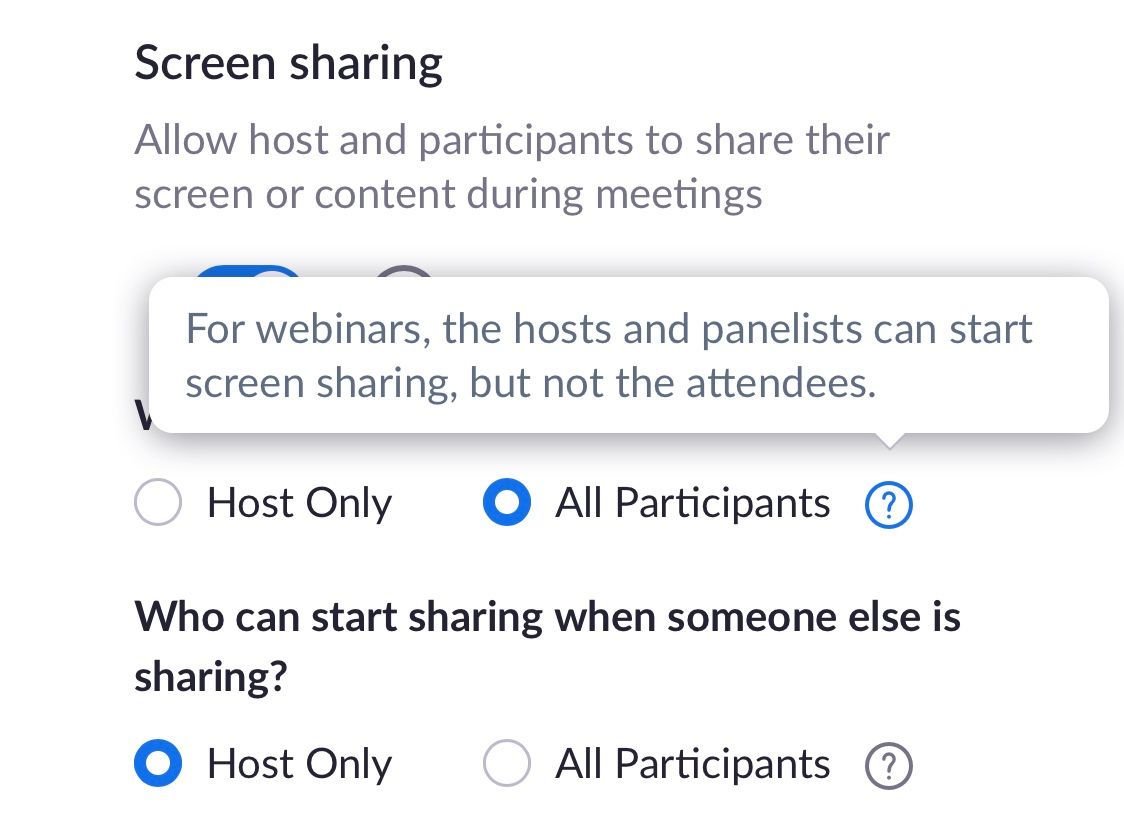 Screen sharing
Allow host and participants to share their
screen or content during meetings
For webinars, the hosts and panelists can start
screen sharing, but not the attendees.
Host Only All Participants ?
Who can start sharing when someone else is
sharing?
Host Only All Participants ?